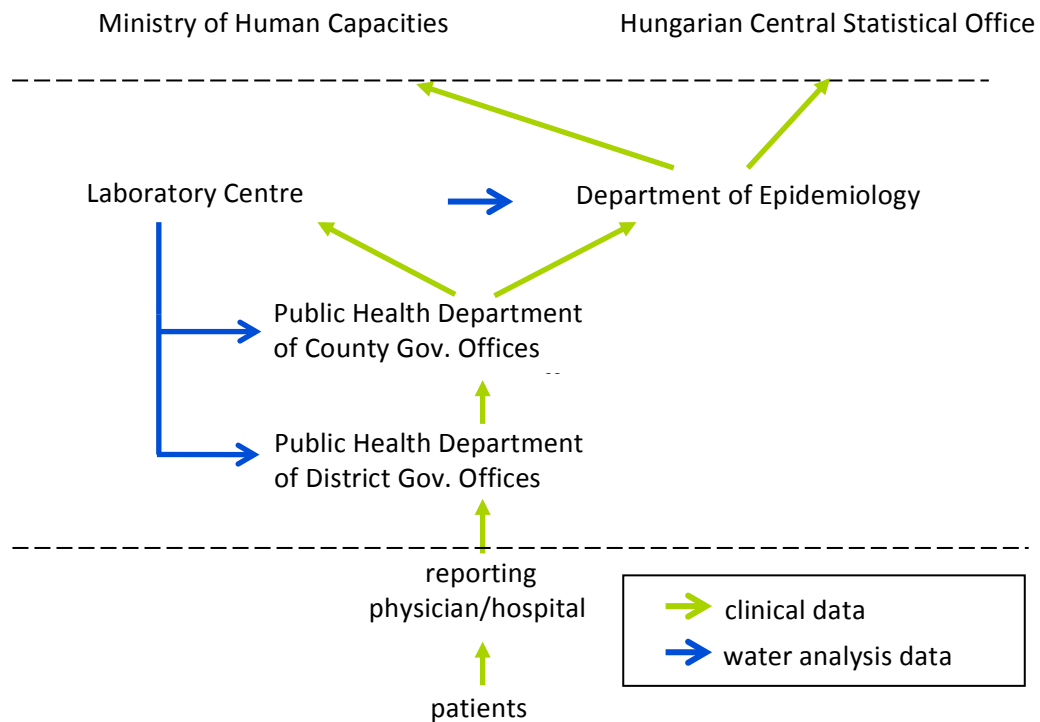 Ministry of Human Capacities
Hungarian Central Statistical Office
Laboratory Centre
Department of Epidemiology
Public Health Department
of County Gov. Offices
Public Health Department
of District Gov. Offices
reporting
physician/hospital
patients
clinical data
water analysis data